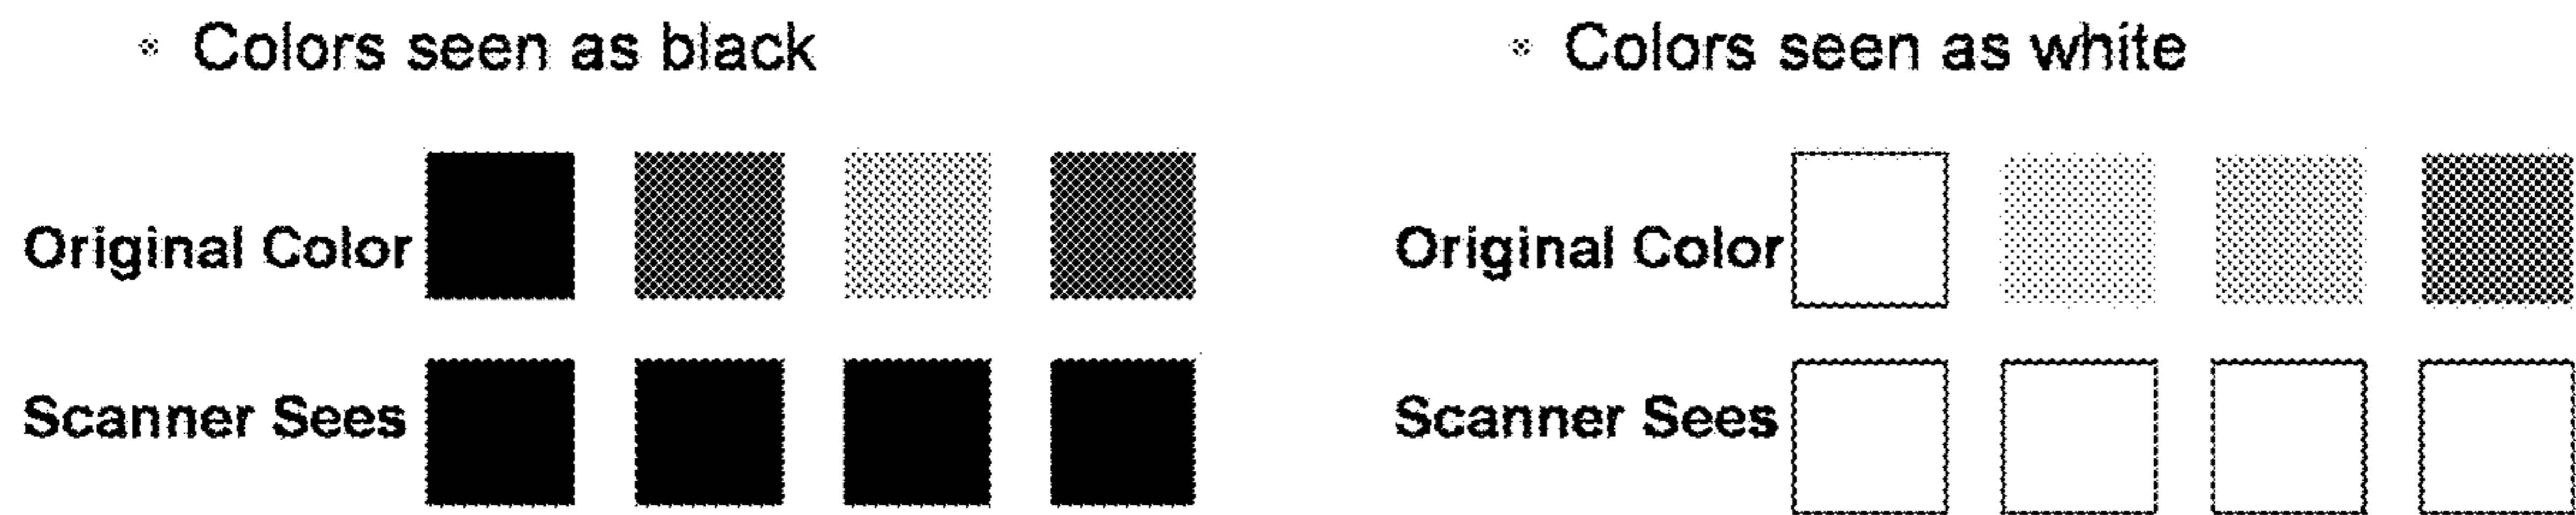 • Colors seen as black
Original Color
Scanner Sees
• Colors seen as white
Original Color
Scanner Sees